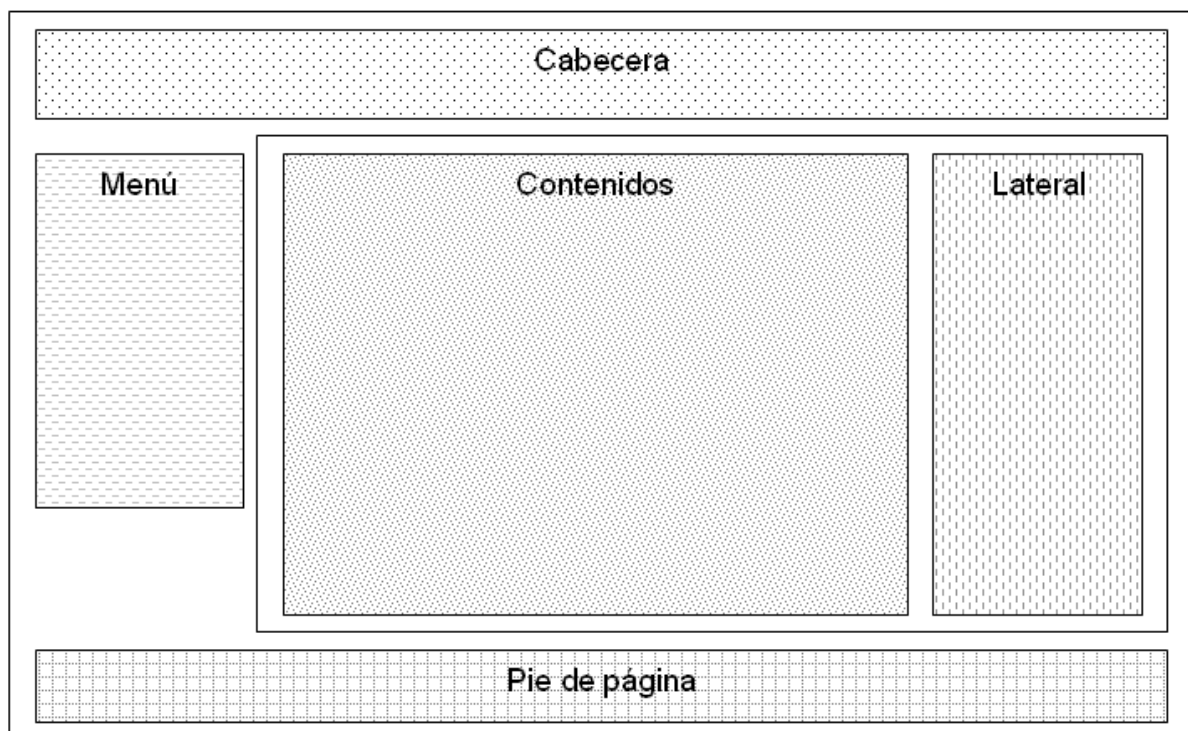 Cabecera
Menú
Contenidos
Lateral
Pie de página